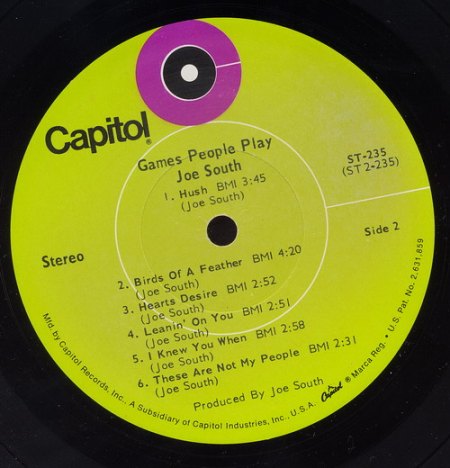 Capitol®
Games People Play
Joe South
ST-235
(ST2-235)
1. Hush BMI 3:45
(Joe South)
Stereo
Side 2
2. Birds Of A Feather BMI 4:20
(Joe South)
3. Hearts Desire BMI 2:52
(Joe South)
4. Leanin' On You BMI 2:51
(Joe South)
5. I Knew You When BMI 2:58
(Joe South)
6. These Are Not My People BMI 2:31
(Joe South)
Produced By Joe South
Mfd. by Capitol Records, Inc., A Subsidiary of Capitol Industries, Inc., U.S.A. Capitol ® Marca Reg. • U.S. Pat. No. 2,631,859